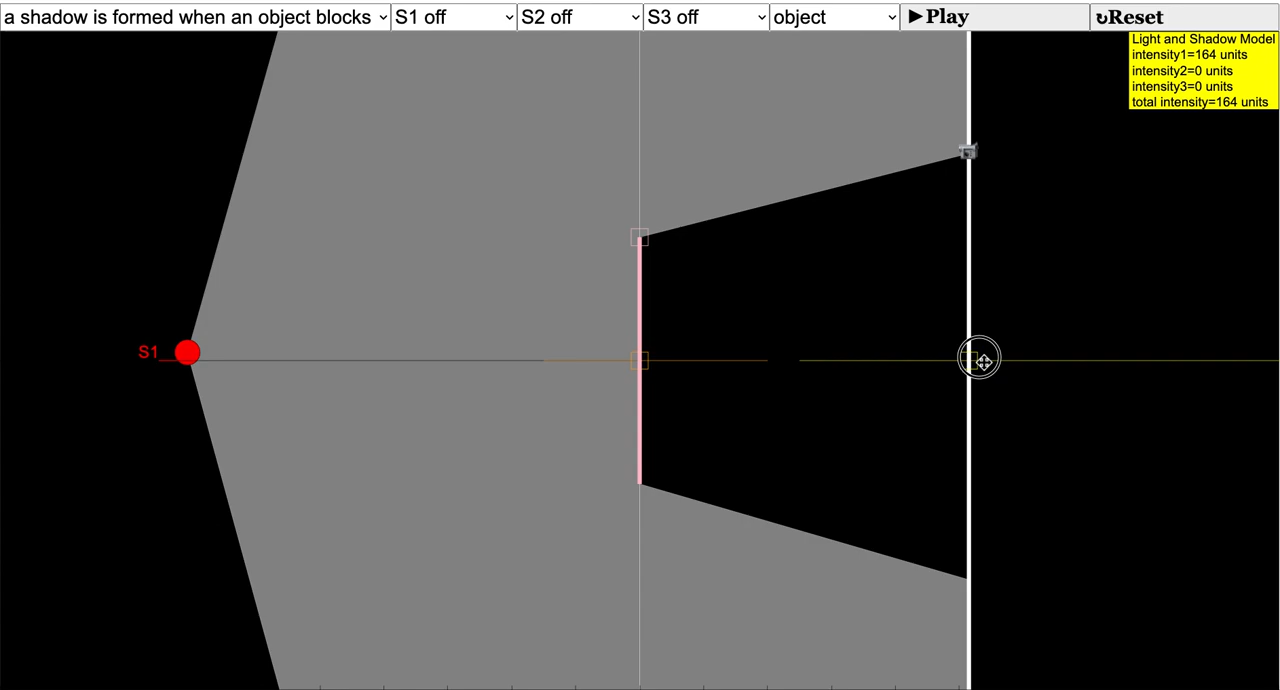 a shadow is formed when an object blocks S1 off S2 off S3 off object ▶Play ↻Reset
Light and Shadow Model
intensity1=164 units
intensity2=0 units
intensity3=0 units
total intensity=164 units
S1